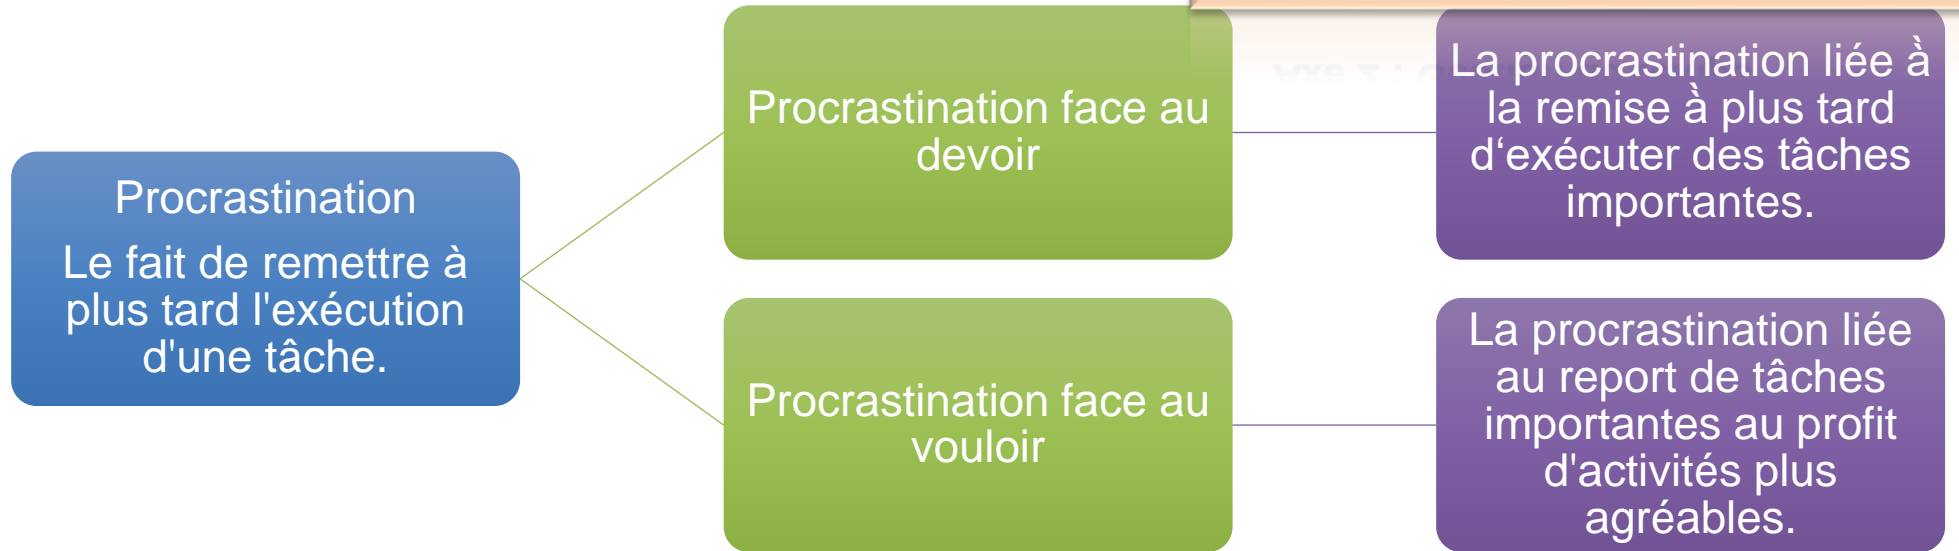 Procrastination
Le fait de remettre à
plus tard l'exécution
d'une tâche.
Procrastination face au
devoir
La procrastination liée à
la remise à plus tard
d‘exécuter des tâches
importantes.
Procrastination face au
vouloir
La procrastination liée
au report de tâches
importantes au profit
d'activités plus
agréables.